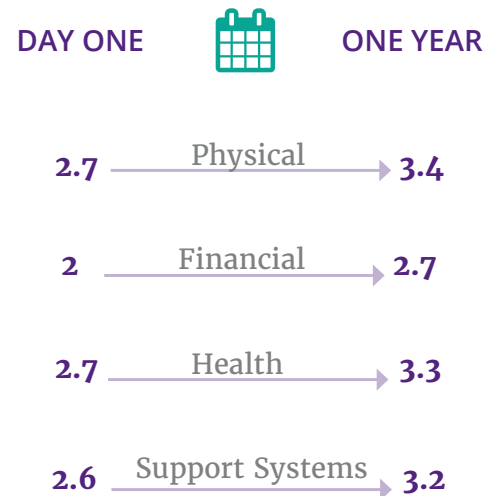 DAY ONE ONE YEAR
Physical
2.7 3.4
Financial
2 2.7
Health
2.7 3.3
Support Systems
2.6 3.2